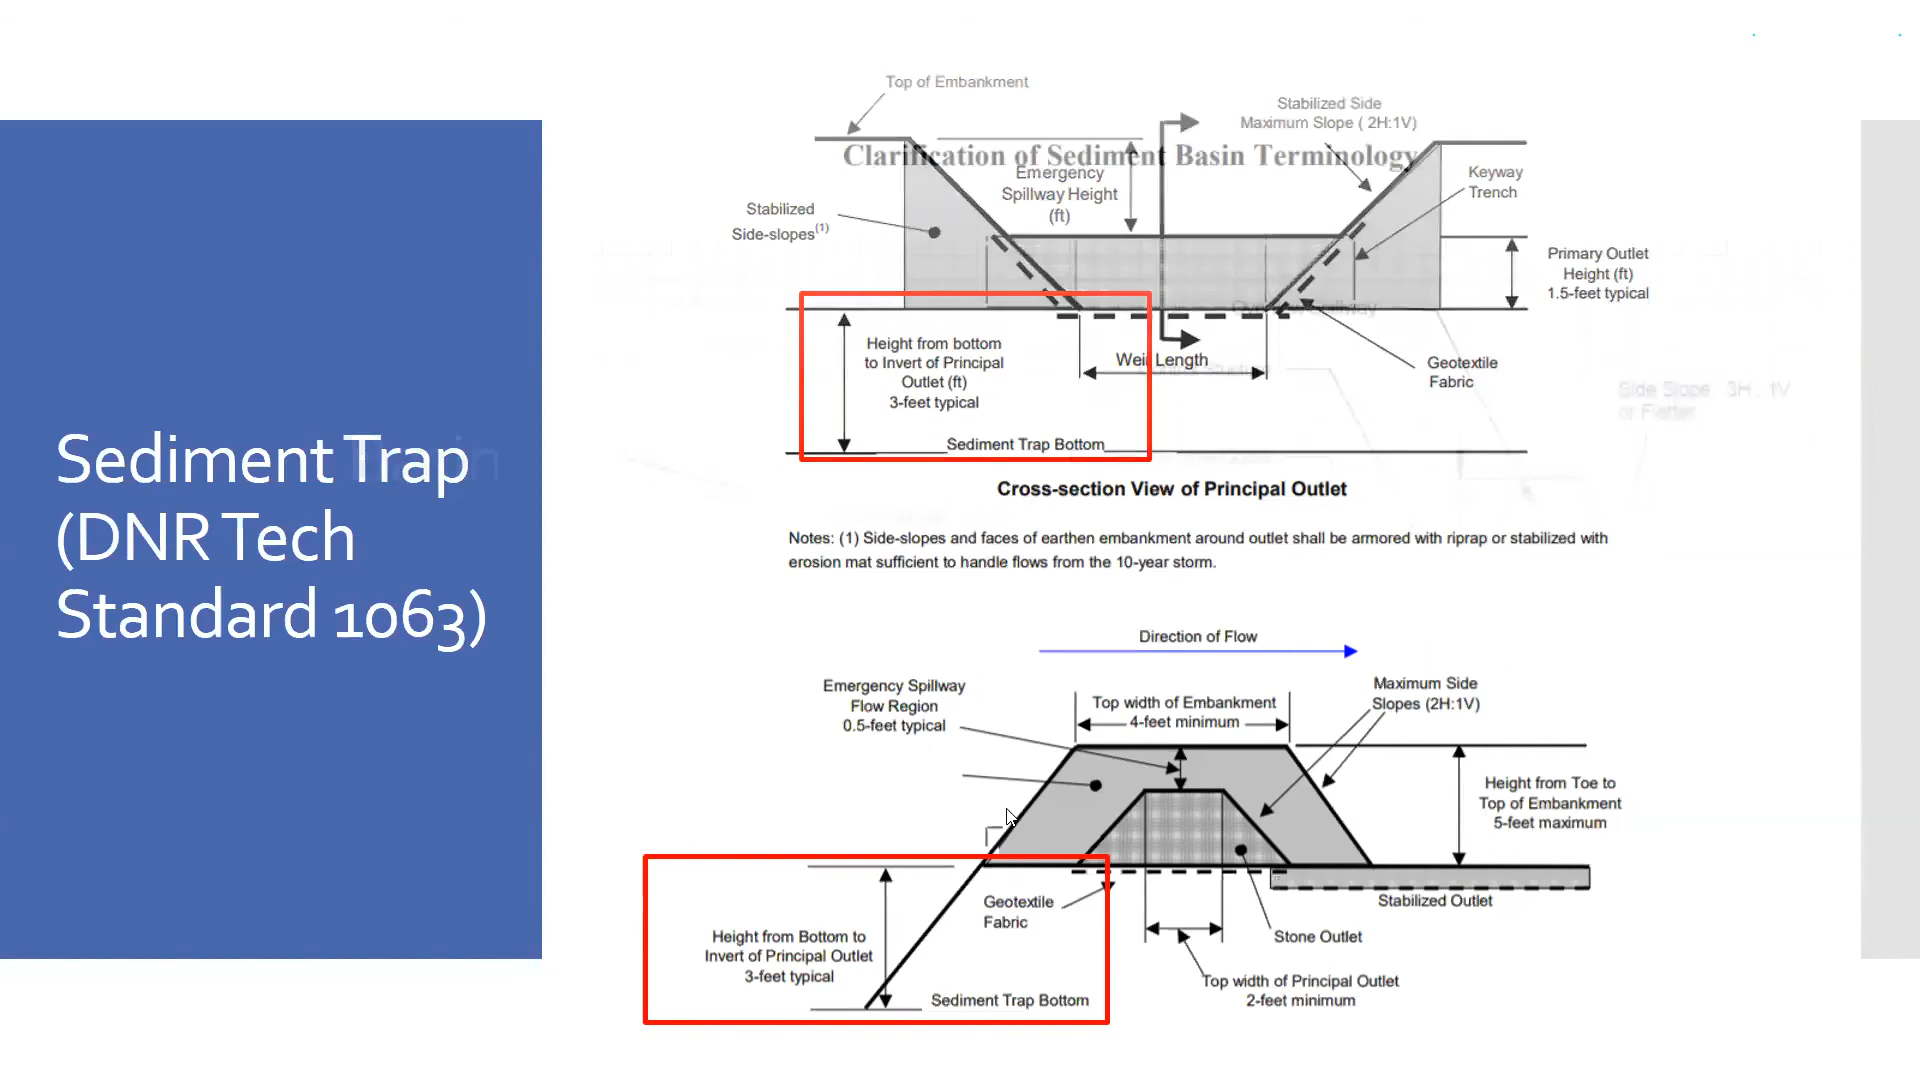 Sediment Trap
(DNR Tech
Standard 1063)
Top of Embankment
Stabilized Side
Maximum Slope ( 2H:1V)
Clarification of Sediment Basin Terminology
Emergency
Spillway Height
(ft)
Keyway
Trench
Stabilized
Side-slopes(1)
Primary Outlet
Height (ft)
1.5-feet typical
Height from bottom
to Invert of Principal
Outlet (ft)
3-feet typical
Weir Length
Geotextile
Fabric
Side Slope 3H : 1V
or Flatter
Sediment Trap Bottom
Cross-section View of Principal Outlet
Notes: (1) Side-slopes and faces of earthen embankment around outlet shall be armored with riprap or stabilized with
erosion mat sufficient to handle flows from the 10-year storm.
Direction of Flow
Emergency Spillway
Flow Region
0.5-feet typical
Top width of Embankment
4-feet minimum
Maximum Side
Slopes (2H:1V)
Height from Toe to
Top of Embankment
5-feet maximum
Geotextile
Fabric
Stabilized Outlet
Height from Bottom to
Invert of Principal Outlet
3-feet typical
Stone Outlet
Sediment Trap Bottom
Top width of Principal Outlet
2-feet minimum